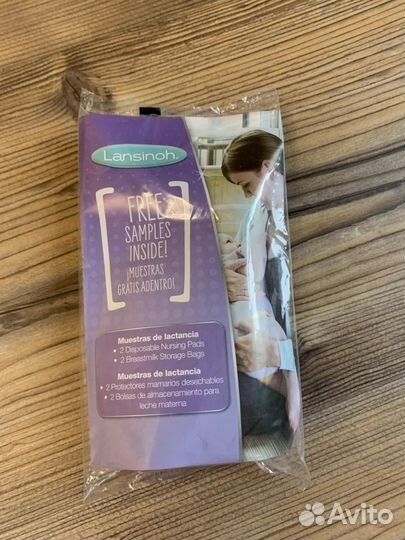 Lansinoh®
FREE
SAMPLES
INSIDE!
¡MUESTRAS
GRATIS ADENTRO!
Muestras de lactancia
• 2 Disposable Nursing Pads
• 2 Breastmilk Storage Bags
Muestras de lactancia
• 2 Protectores mamarios desechables
• 2 Bolsas de almacenamiento para
leche materna
Avito